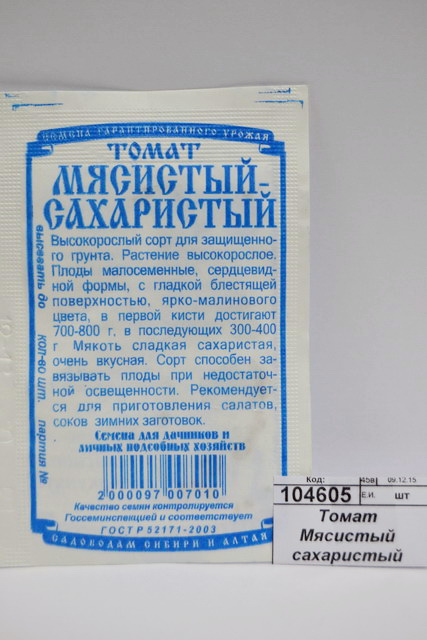 СЕМЕНА ГАРАНТИРОВАННОГО УРОЖАЯ
ТОМАТ
МЯСИСТЫЙ-
САХАРИСТЫЙ
Высокорослый сорт для защищенно-
го грунта. Растение высокорослое.
Плоды малосеменные, сердцевид-
ной формы, с гладкой блестящей
поверхностью, ярко-малинового
цвета, в первой кисти достигают
700-800 г, в последующих 300-400
г Мякоть сладкая сахаристая,
очень вкусная. Сорт способен за-
вязывать плоды при недостаточ-
ной освещенности. Рекомендует-
ся для приготовления салатов,
соков зимних заготовок.
Семена для дачников и
личных подсобных хозяйств
2 000097 007010
Качество семян контролируется
Госсеминспекцией и соответствует
ГОСТ Р 52171-2003
САДОВОДАМ СИБИРИ И АЛТАЯ
высевать до кол-во шт. партия №
Код: 458 09.12.15
104605 Е.И. шт
Томат
Мясистый
сахаристый